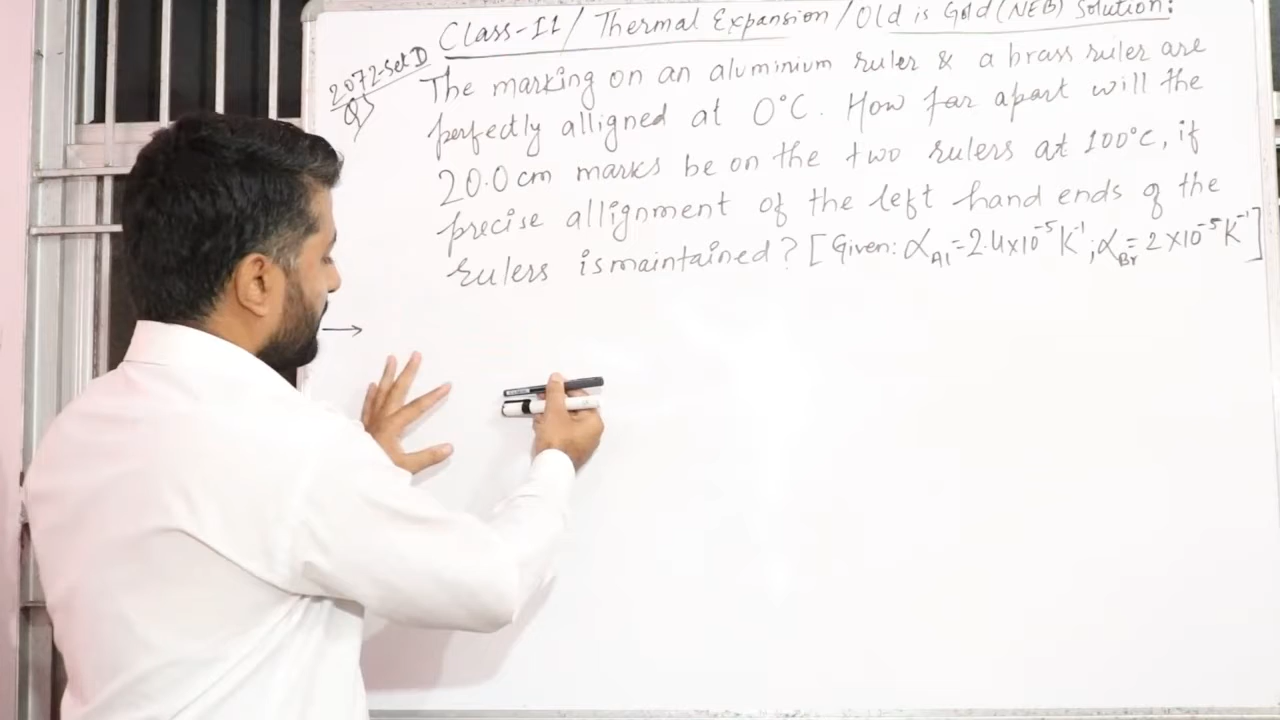 Class-11/ Thermal Expansion/Old is Gold(NEB) Solution:
2072-Set D
Q)
The marking on an aluminium ruler & a brass ruler are
perfectly alligned at 0°C. How far apart will the
20.0 cm marks be on the two rulers at 100°C, if
precise allignment of the left hand ends of the
rulers is maintained? [Given: αAl = 2.4×10⁻⁵ K⁻¹; αBr = 2×10⁻⁵ K⁻¹]
→